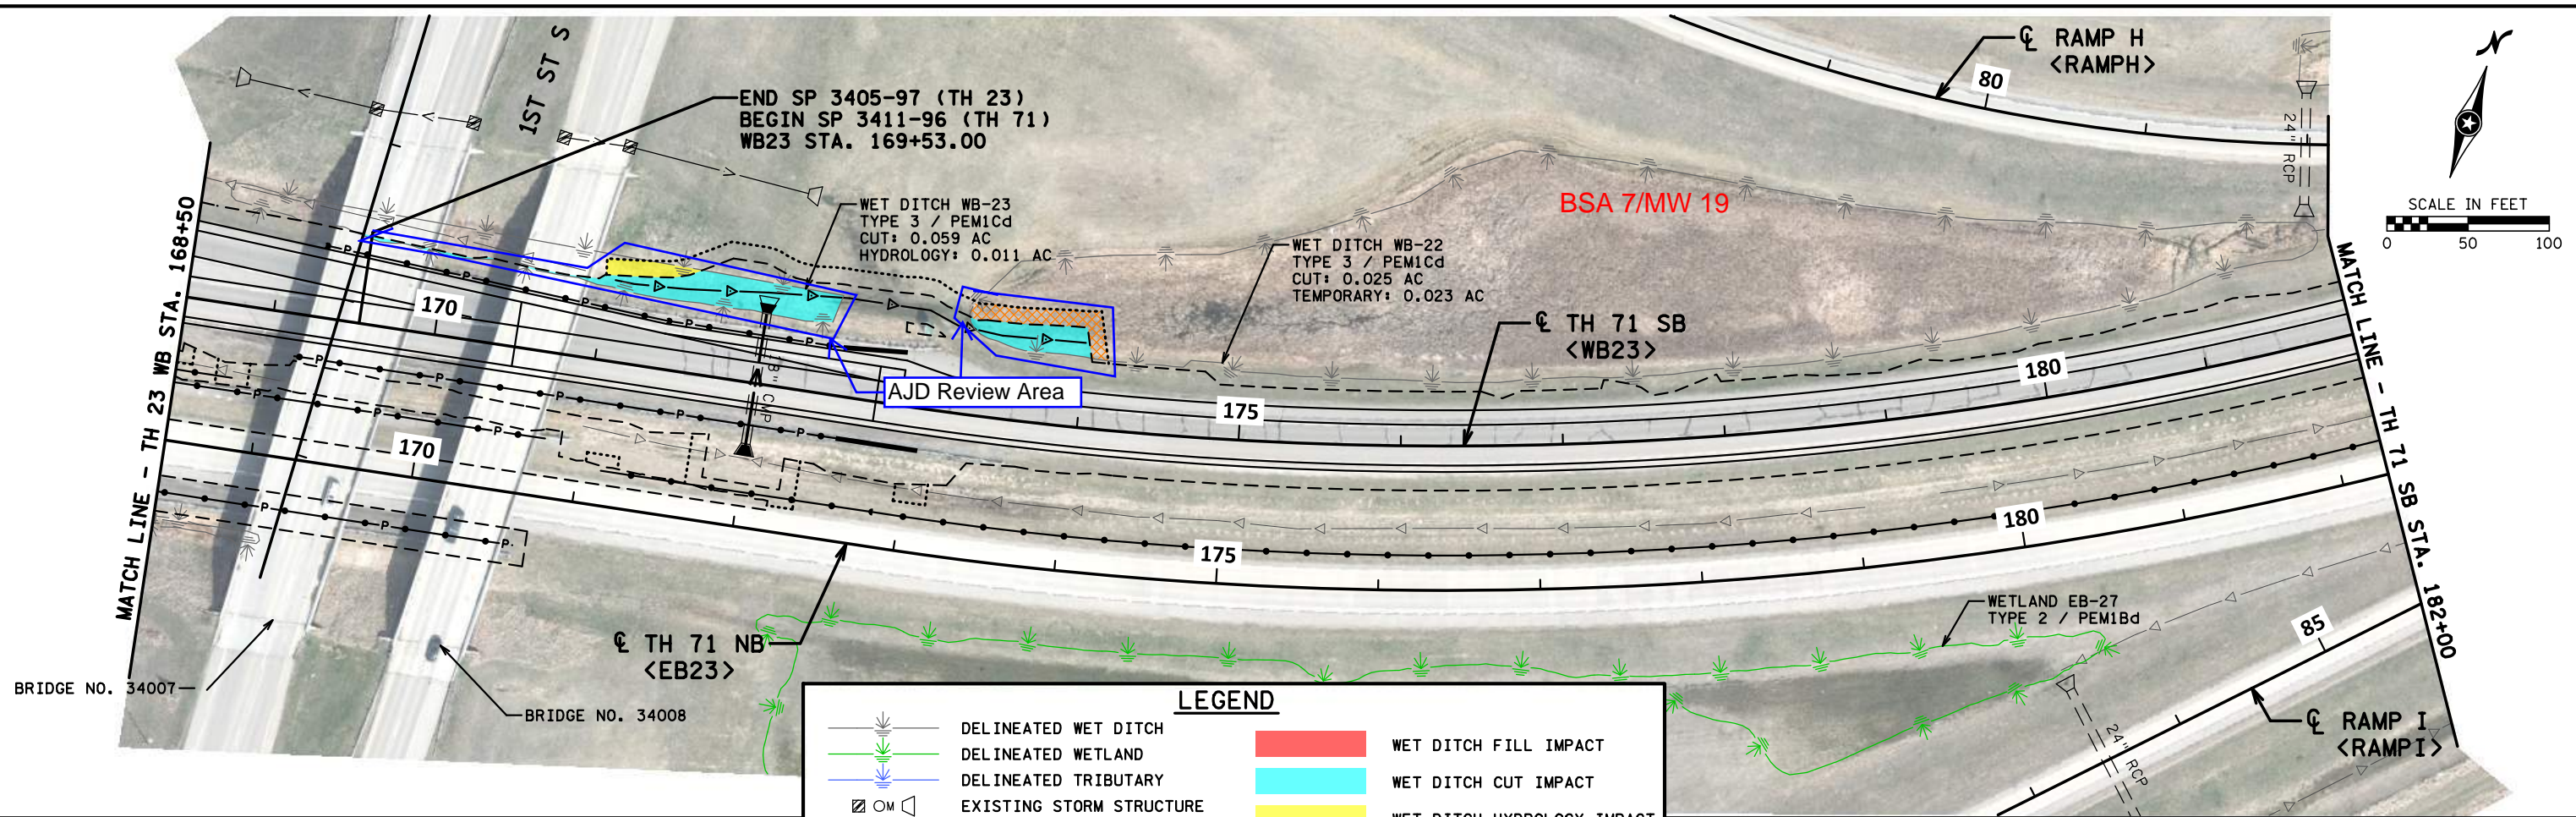 1ST ST S
END SP 3405-97 (TH 23)
BEGIN SP 3411-96 (TH 71)
WB23 STA. 169+53.00
℄ RAMP H
<RAMPH>
80
24" RCP
N
SCALE IN FEET
0 50 100
BSA 7/MW 19
WET DITCH WB-23
TYPE 3 / PEM1Cd
CUT: 0.059 AC
HYDROLOGY: 0.011 AC
WET DITCH WB-22
TYPE 3 / PEM1Cd
CUT: 0.025 AC
TEMPORARY: 0.023 AC
℄ TH 71 SB
<WB23>
MATCH LINE - TH 23 WB STA. 168+50
MATCH LINE - TH 71 SB STA. 182+00
P P P P P P
170
175
180
AJD Review Area
18" CMP
P P P P P
P P P P
170
175
180
P P P
℄ TH 71 NB
<EB23>
WETLAND EB-27
TYPE 2 / PEM1Bd
85
℄ RAMP I
<RAMPI>
24" RCP
BRIDGE NO. 34007
BRIDGE NO. 34008
LEGEND
DELINEATED WET DITCH
DELINEATED WETLAND
DELINEATED TRIBUTARY
M EXISTING STORM STRUCTURE
WET DITCH FILL IMPACT
WET DITCH CUT IMPACT
WET DITCH HYDROLOGY IMPACT